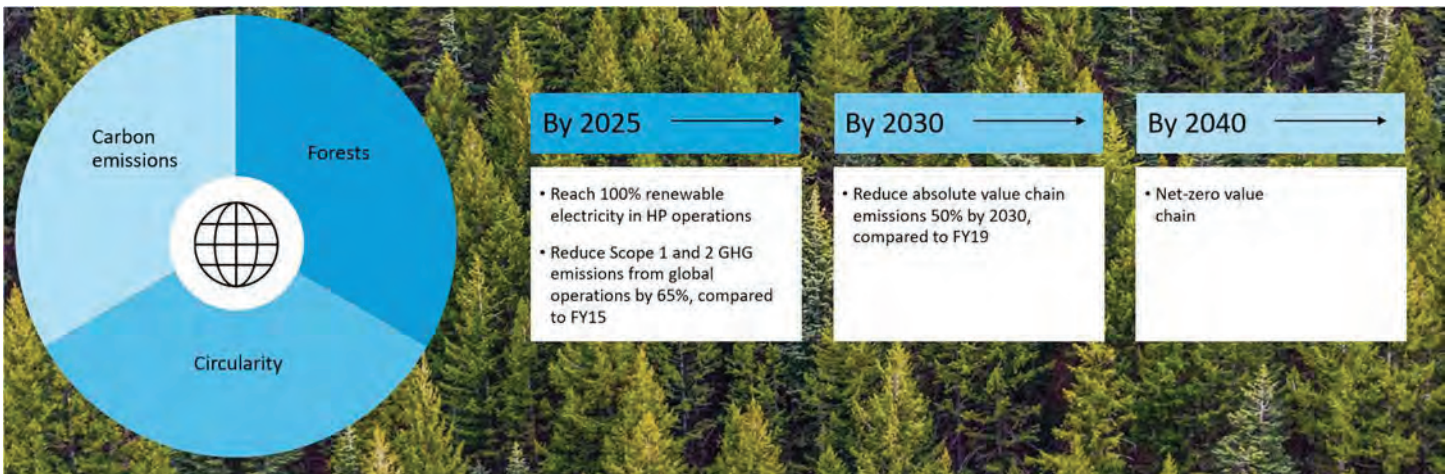 Carbon
emissions
Forests
Circularity
By 2025
• Reach 100% renewable
electricity in HP operations
• Reduce Scope 1 and 2 GHG
emissions from global
operations by 65%, compared
to FY15
By 2030
• Reduce absolute value chain
emissions 50% by 2030,
compared to FY19
By 2040
• Net-zero value
chain